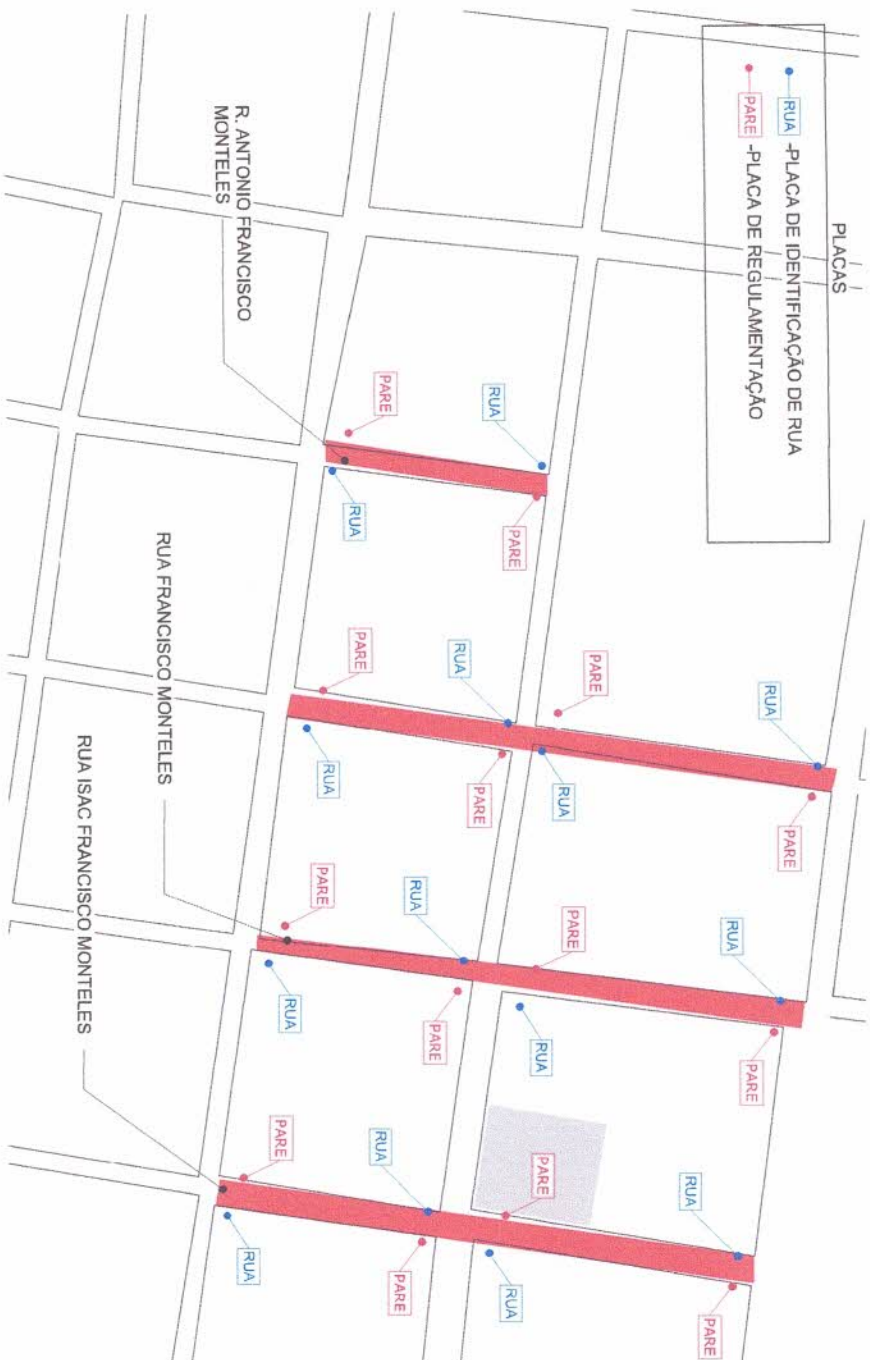 PLACAS
RUA -PLACA DE IDENTIFICAÇÃO DE RUA
PARE -PLACA DE REGULAMENTAÇÃO
RUA
PARE
PARE
RUA
R. ANTONIO FRANCISCO
MONTELES
RUA
PARE
PARE
RUA
RUA
PARE
PARE
RUA
RUA
PARE
PARE
RUA
RUA
PARE
PARE
RUA
RUA FRANCISCO MONTELES
RUA
PARE
PARE
RUA
RUA
PARE
PARE
RUA
RUA ISAC FRANCISCO MONTELES